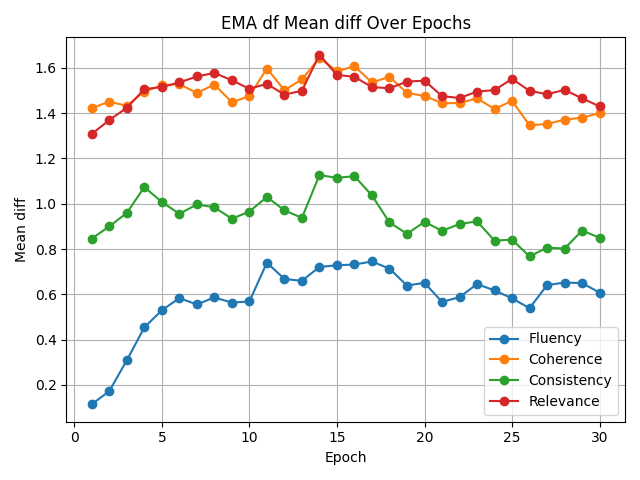 EMA df Mean diff Over Epochs
Mean diff
1.6
1.4
1.2
1.0
0.8
0.6
0.4
0.2
0 5 10 15 20 25 30
Epoch
Fluency
Coherence
Consistency
Relevance